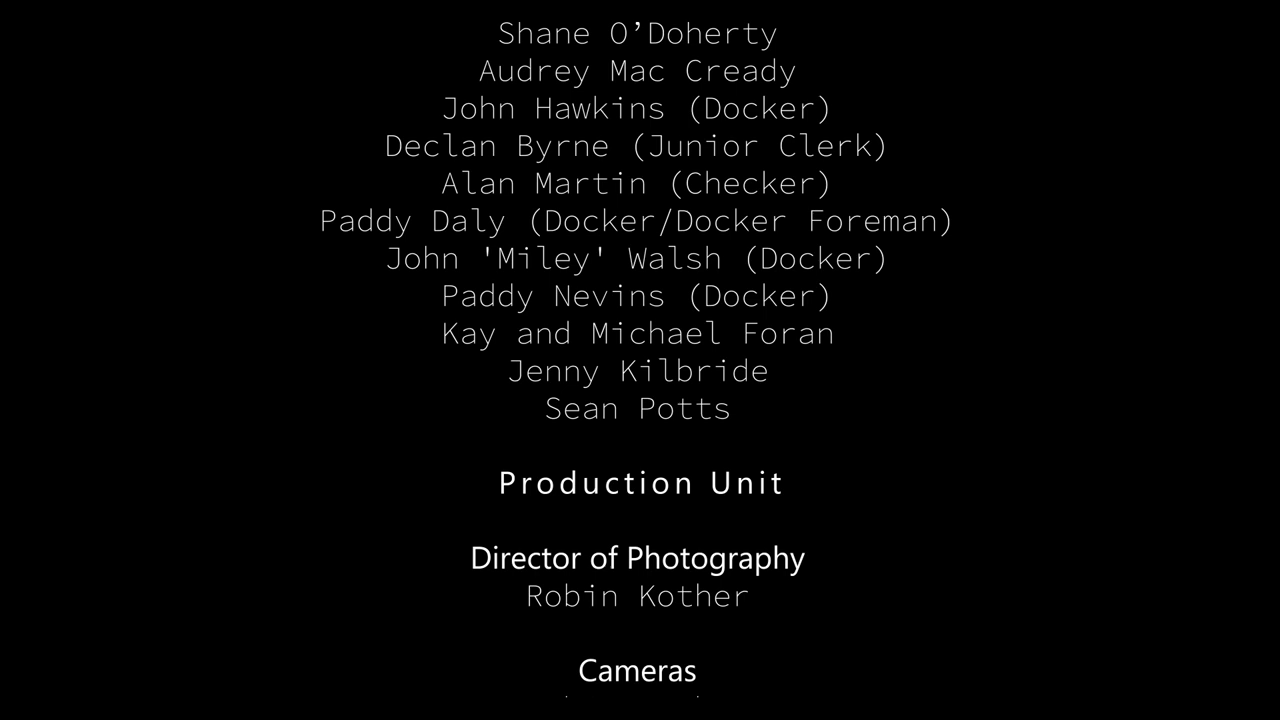 Shane O’Doherty
Audrey Mac Cready
John Hawkins (Docker)
Declan Byrne (Junior Clerk)
Alan Martin (Checker)
Paddy Daly (Docker/Docker Foreman)
John 'Miley' Walsh (Docker)
Paddy Nevins (Docker)
Kay and Michael Foran
Jenny Kilbride
Sean Potts
Production Unit
Director of Photography
Robin Kother
Cameras